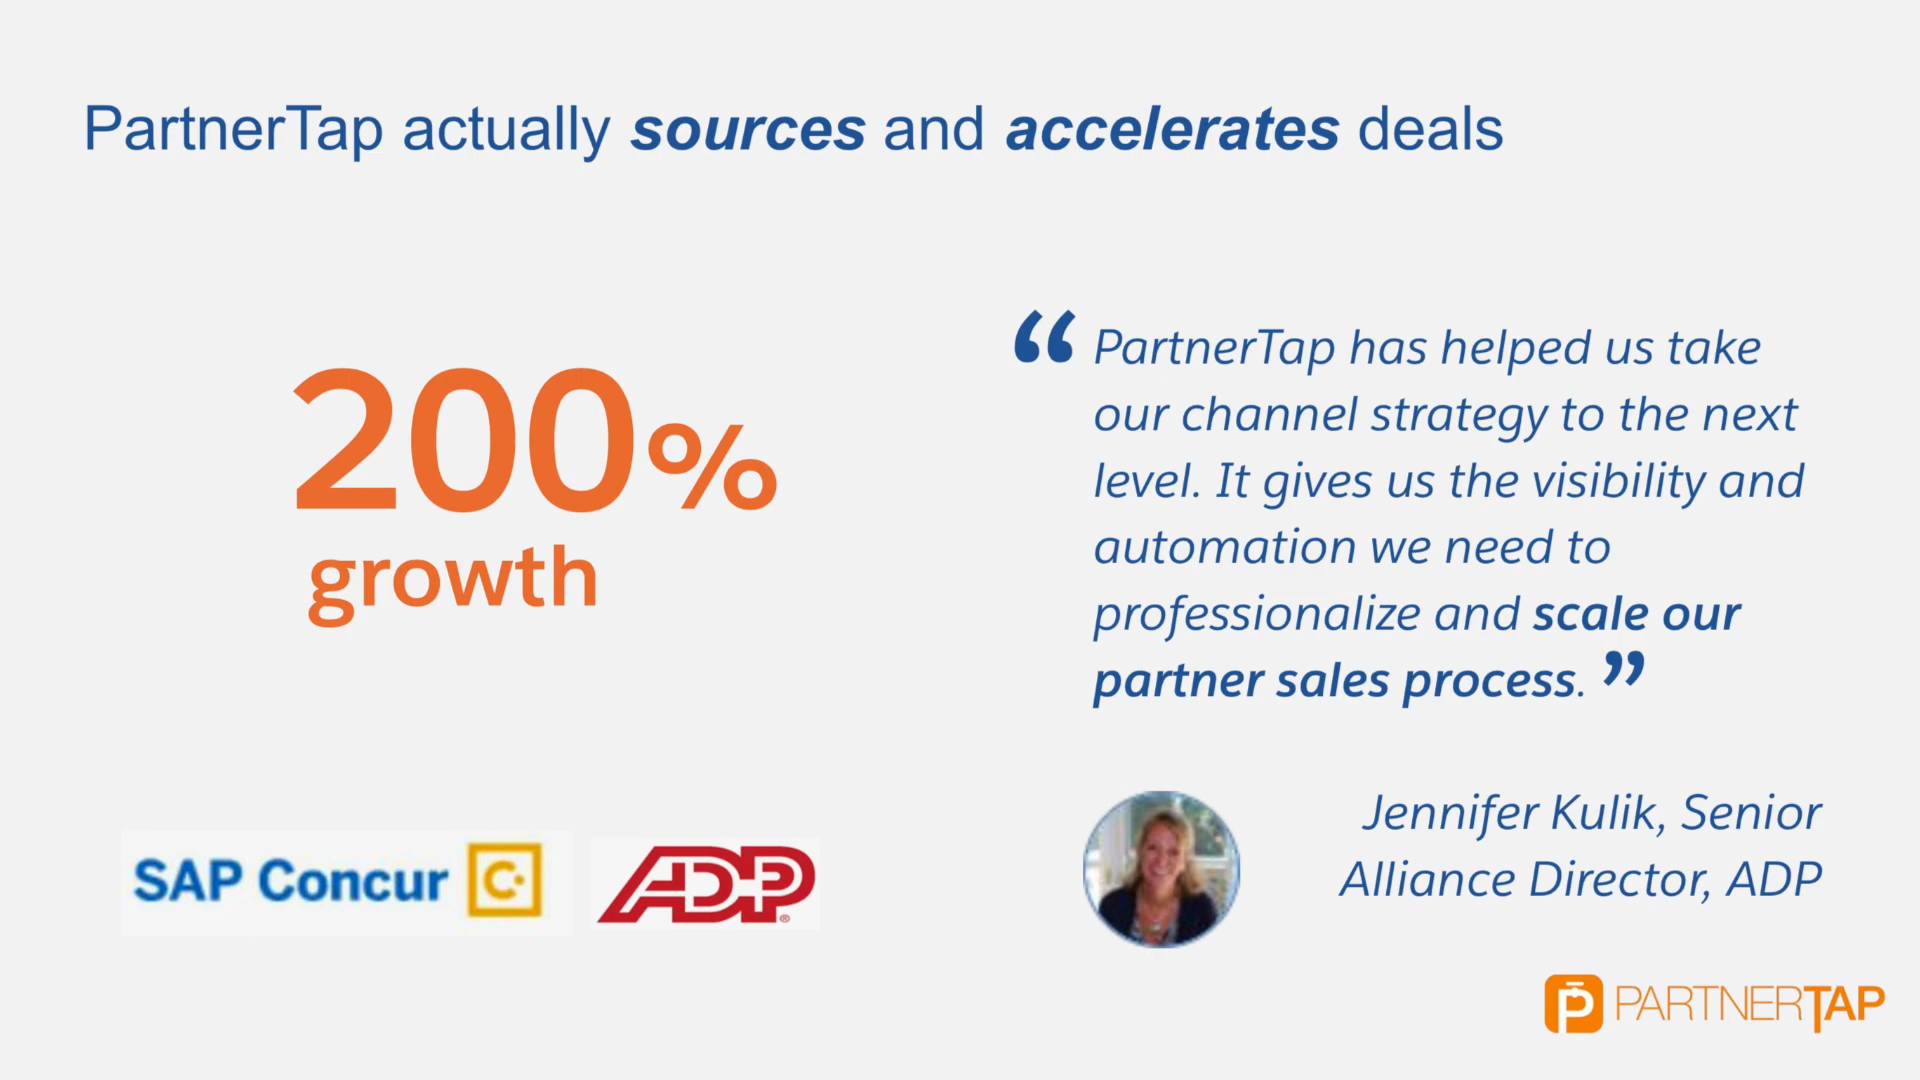 PartnerTap actually sources and accelerates deals
200%
growth
“ PartnerTap has helped us take
our channel strategy to the next
level. It gives us the visibility and
automation we need to
professionalize and scale our
partner sales process. ”
Jennifer Kulik, Senior
Alliance Director, ADP
SAP Concur C.
ADP®
P PARTNERTAP